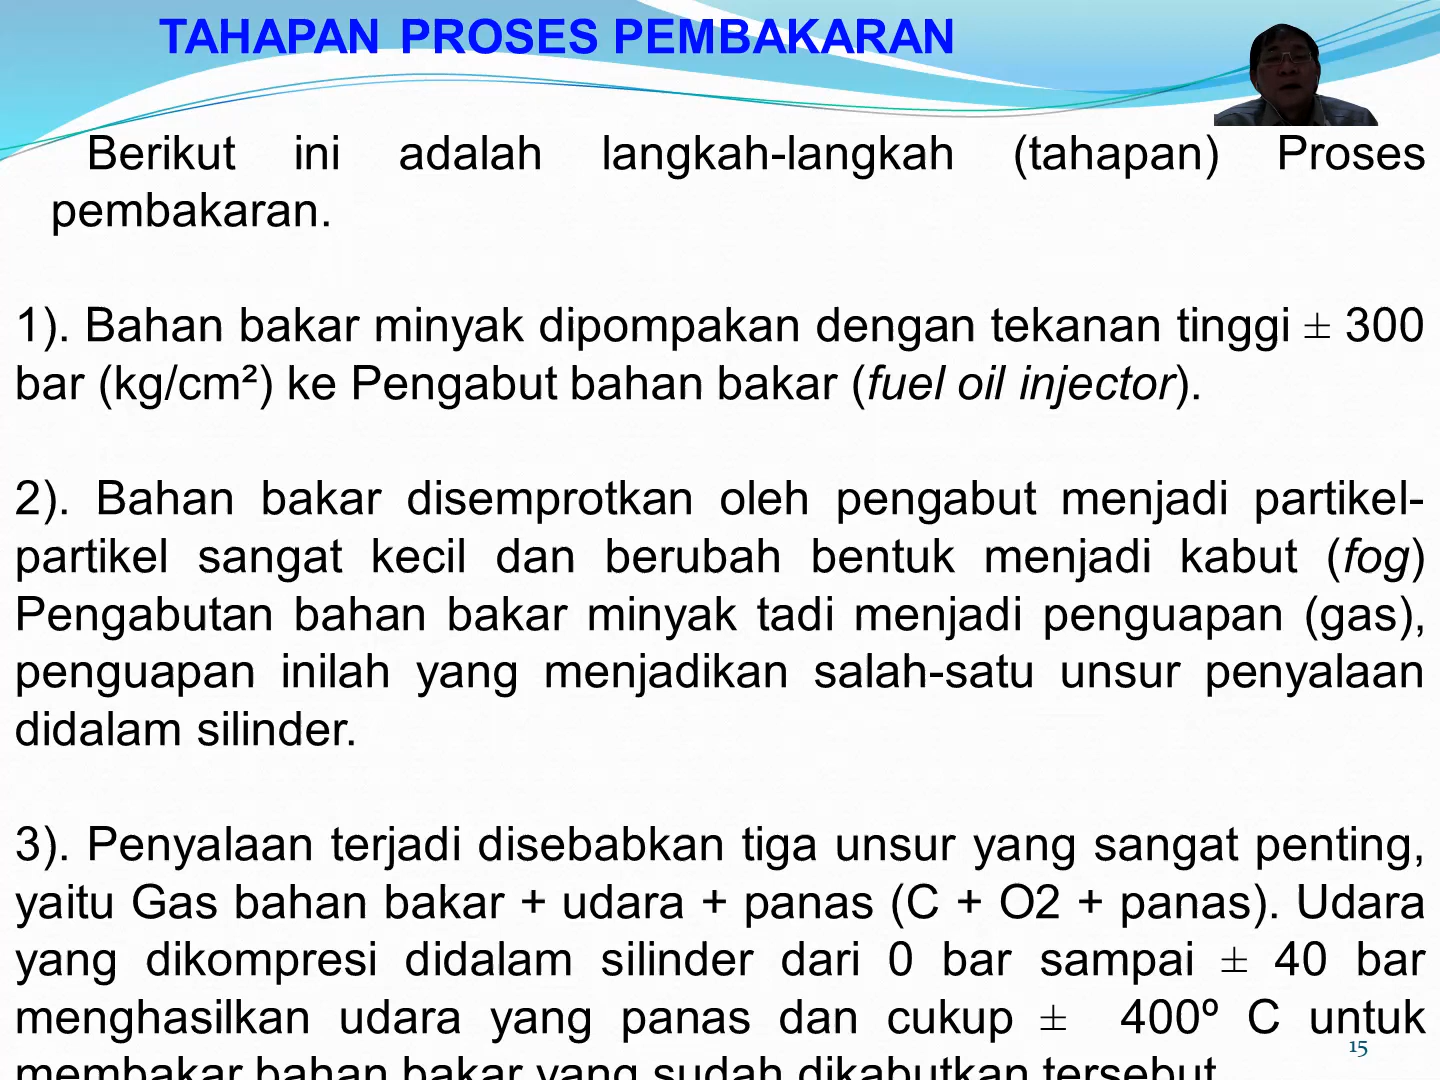 TAHAPAN PROSES PEMBAKARAN
Berikut ini adalah langkah-langkah (tahapan) Proses
pembakaran.
1). Bahan bakar minyak dipompakan dengan tekanan tinggi ± 300
bar (kg/cm²) ke Pengabut bahan bakar (fuel oil injector).
2). Bahan bakar disemprotkan oleh pengabut menjadi partikel-
partikel sangat kecil dan berubah bentuk menjadi kabut (fog)
Pengabutan bahan bakar minyak tadi menjadi penguapan (gas),
penguapan inilah yang menjadikan salah-satu unsur penyalaan
didalam silinder.
3). Penyalaan terjadi disebabkan tiga unsur yang sangat penting,
yaitu Gas bahan bakar + udara + panas (C + O2 + panas). Udara
yang dikompresi didalam silinder dari 0 bar sampai ± 40 bar
menghasilkan udara yang panas dan cukup ± 400º C untuk
membakar bahan bakar yang sudah dikabutkan tersebut.
15